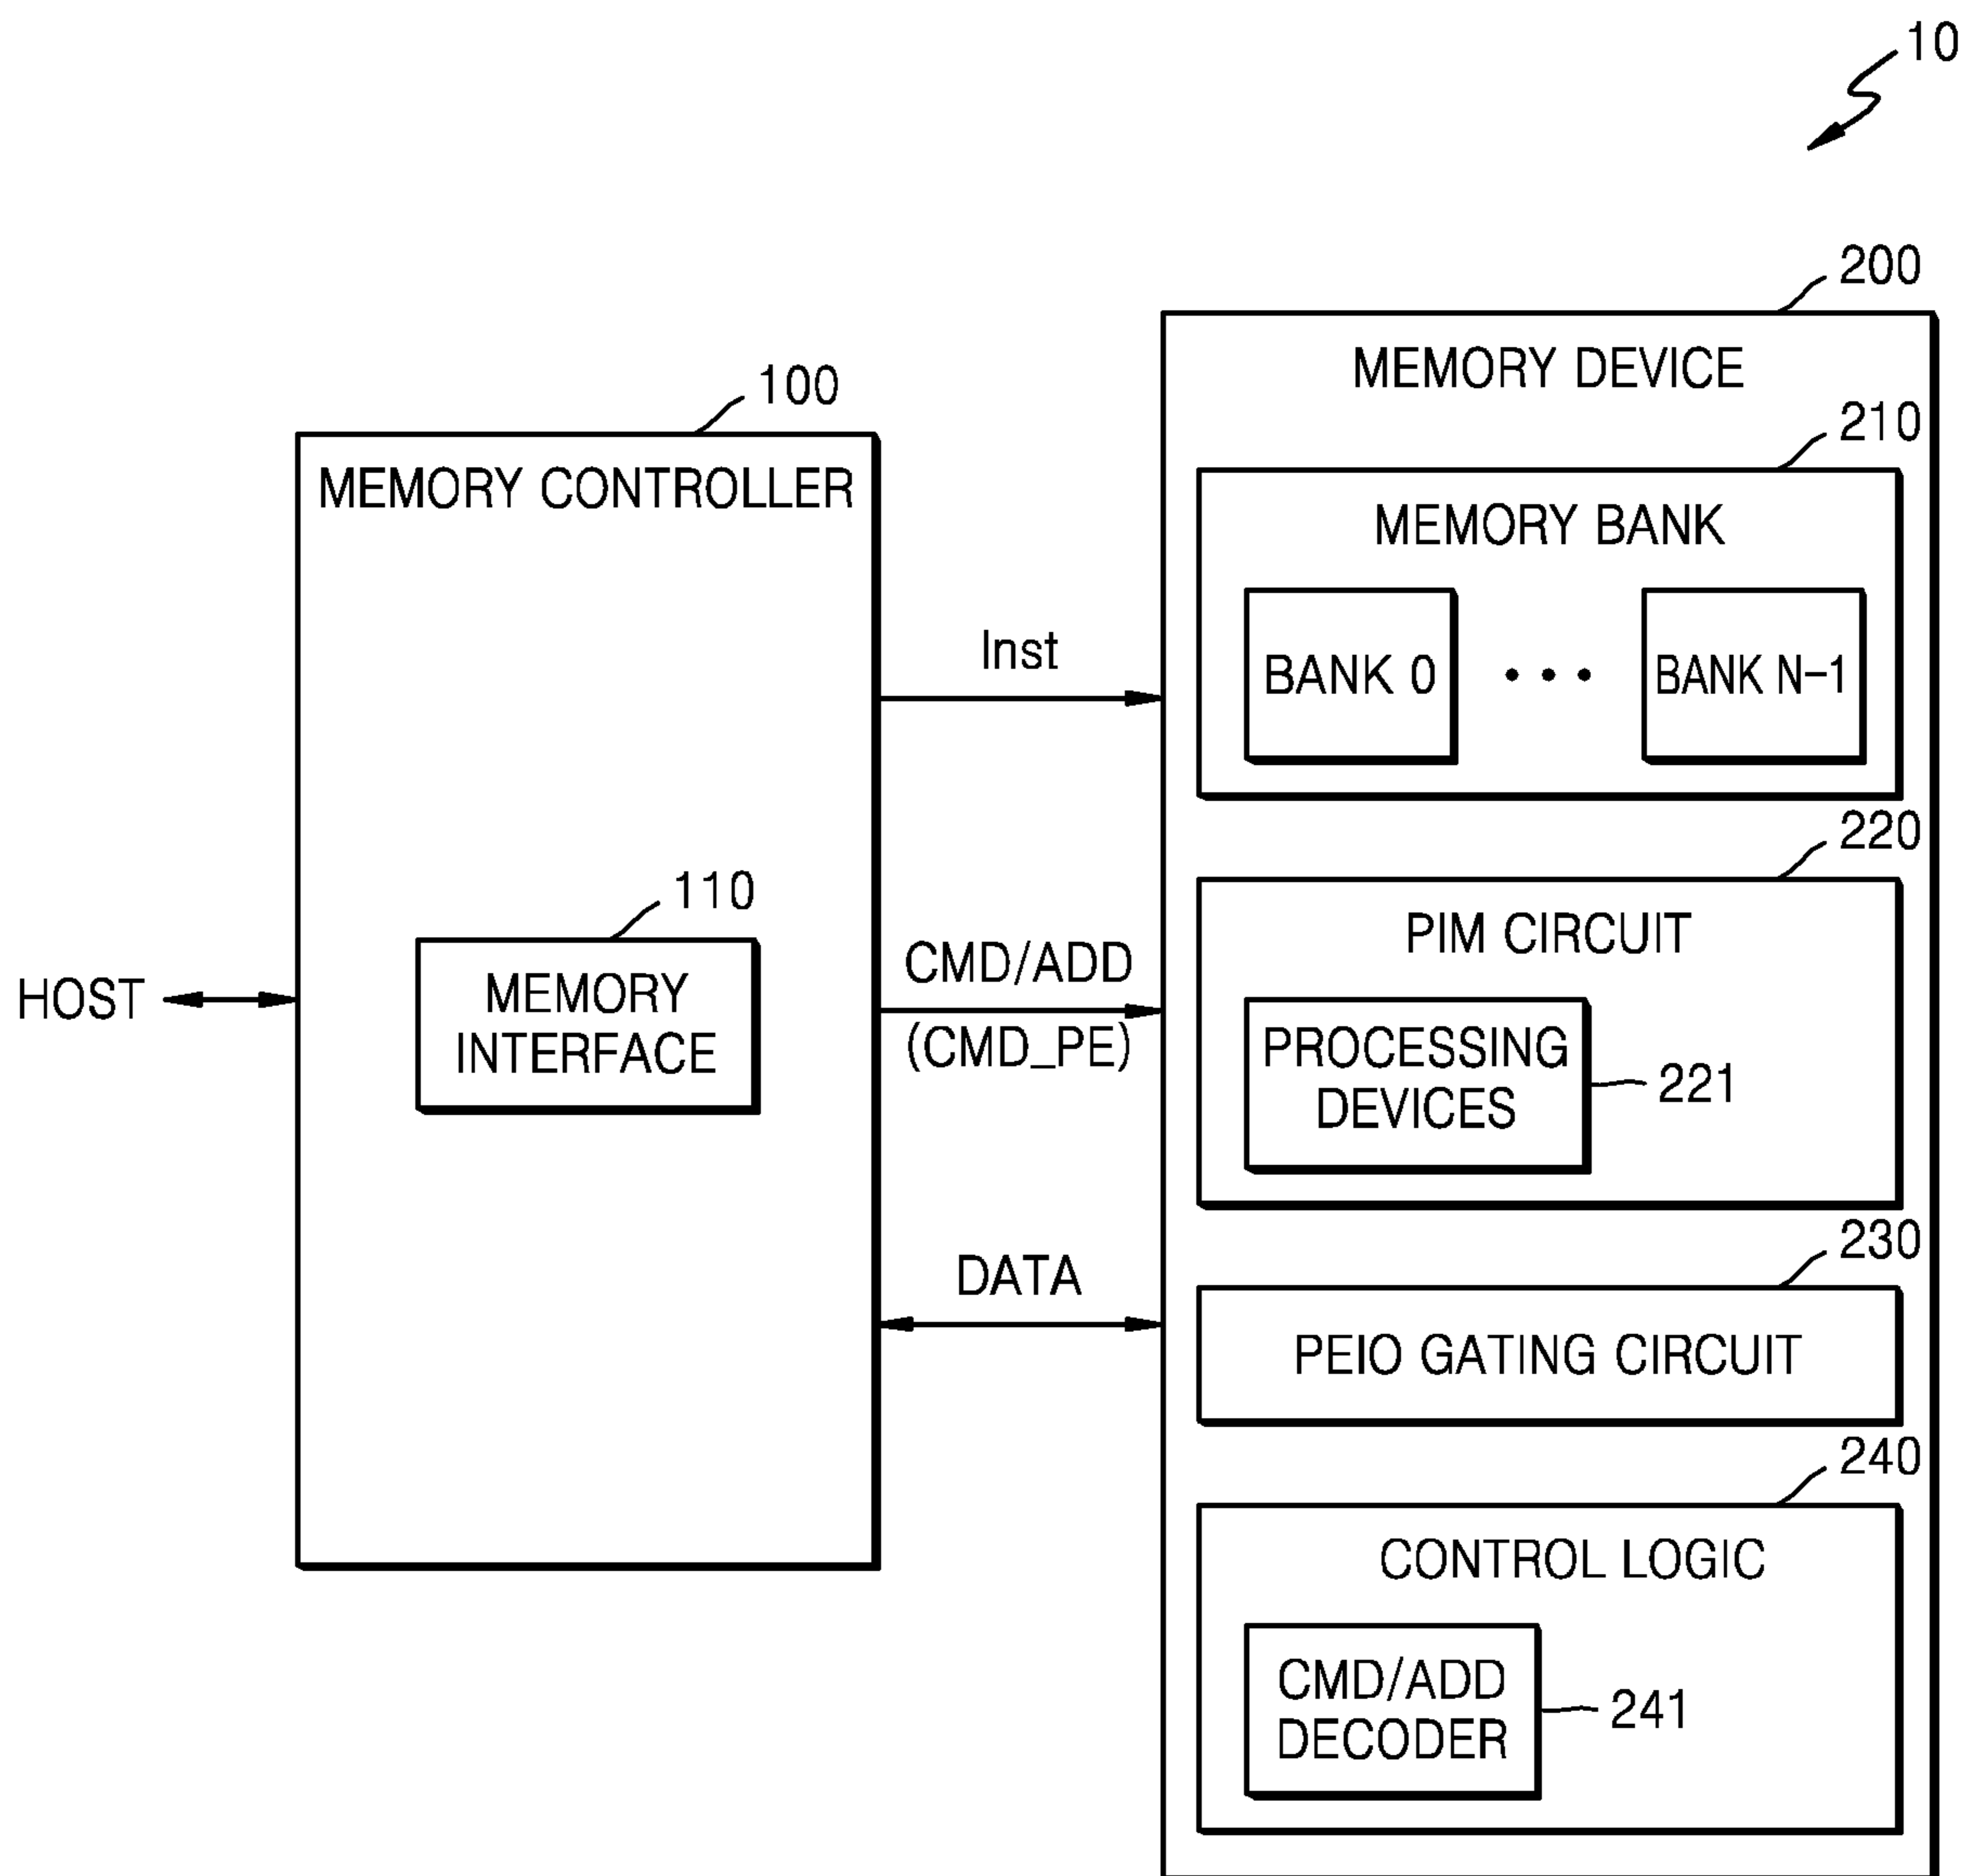 10
200
MEMORY DEVICE
100
210
MEMORY CONTROLLER
MEMORY BANK
Inst
BANK 0
• • •
BANK N-1
220
110
PIM CIRCUIT
CMD/ADD
HOST
MEMORY
INTERFACE
(CMD_PE)
PROCESSING
DEVICES
221
230
DATA
PEIO GATING CIRCUIT
240
CONTROL LOGIC
CMD/ADD
DECODER
241